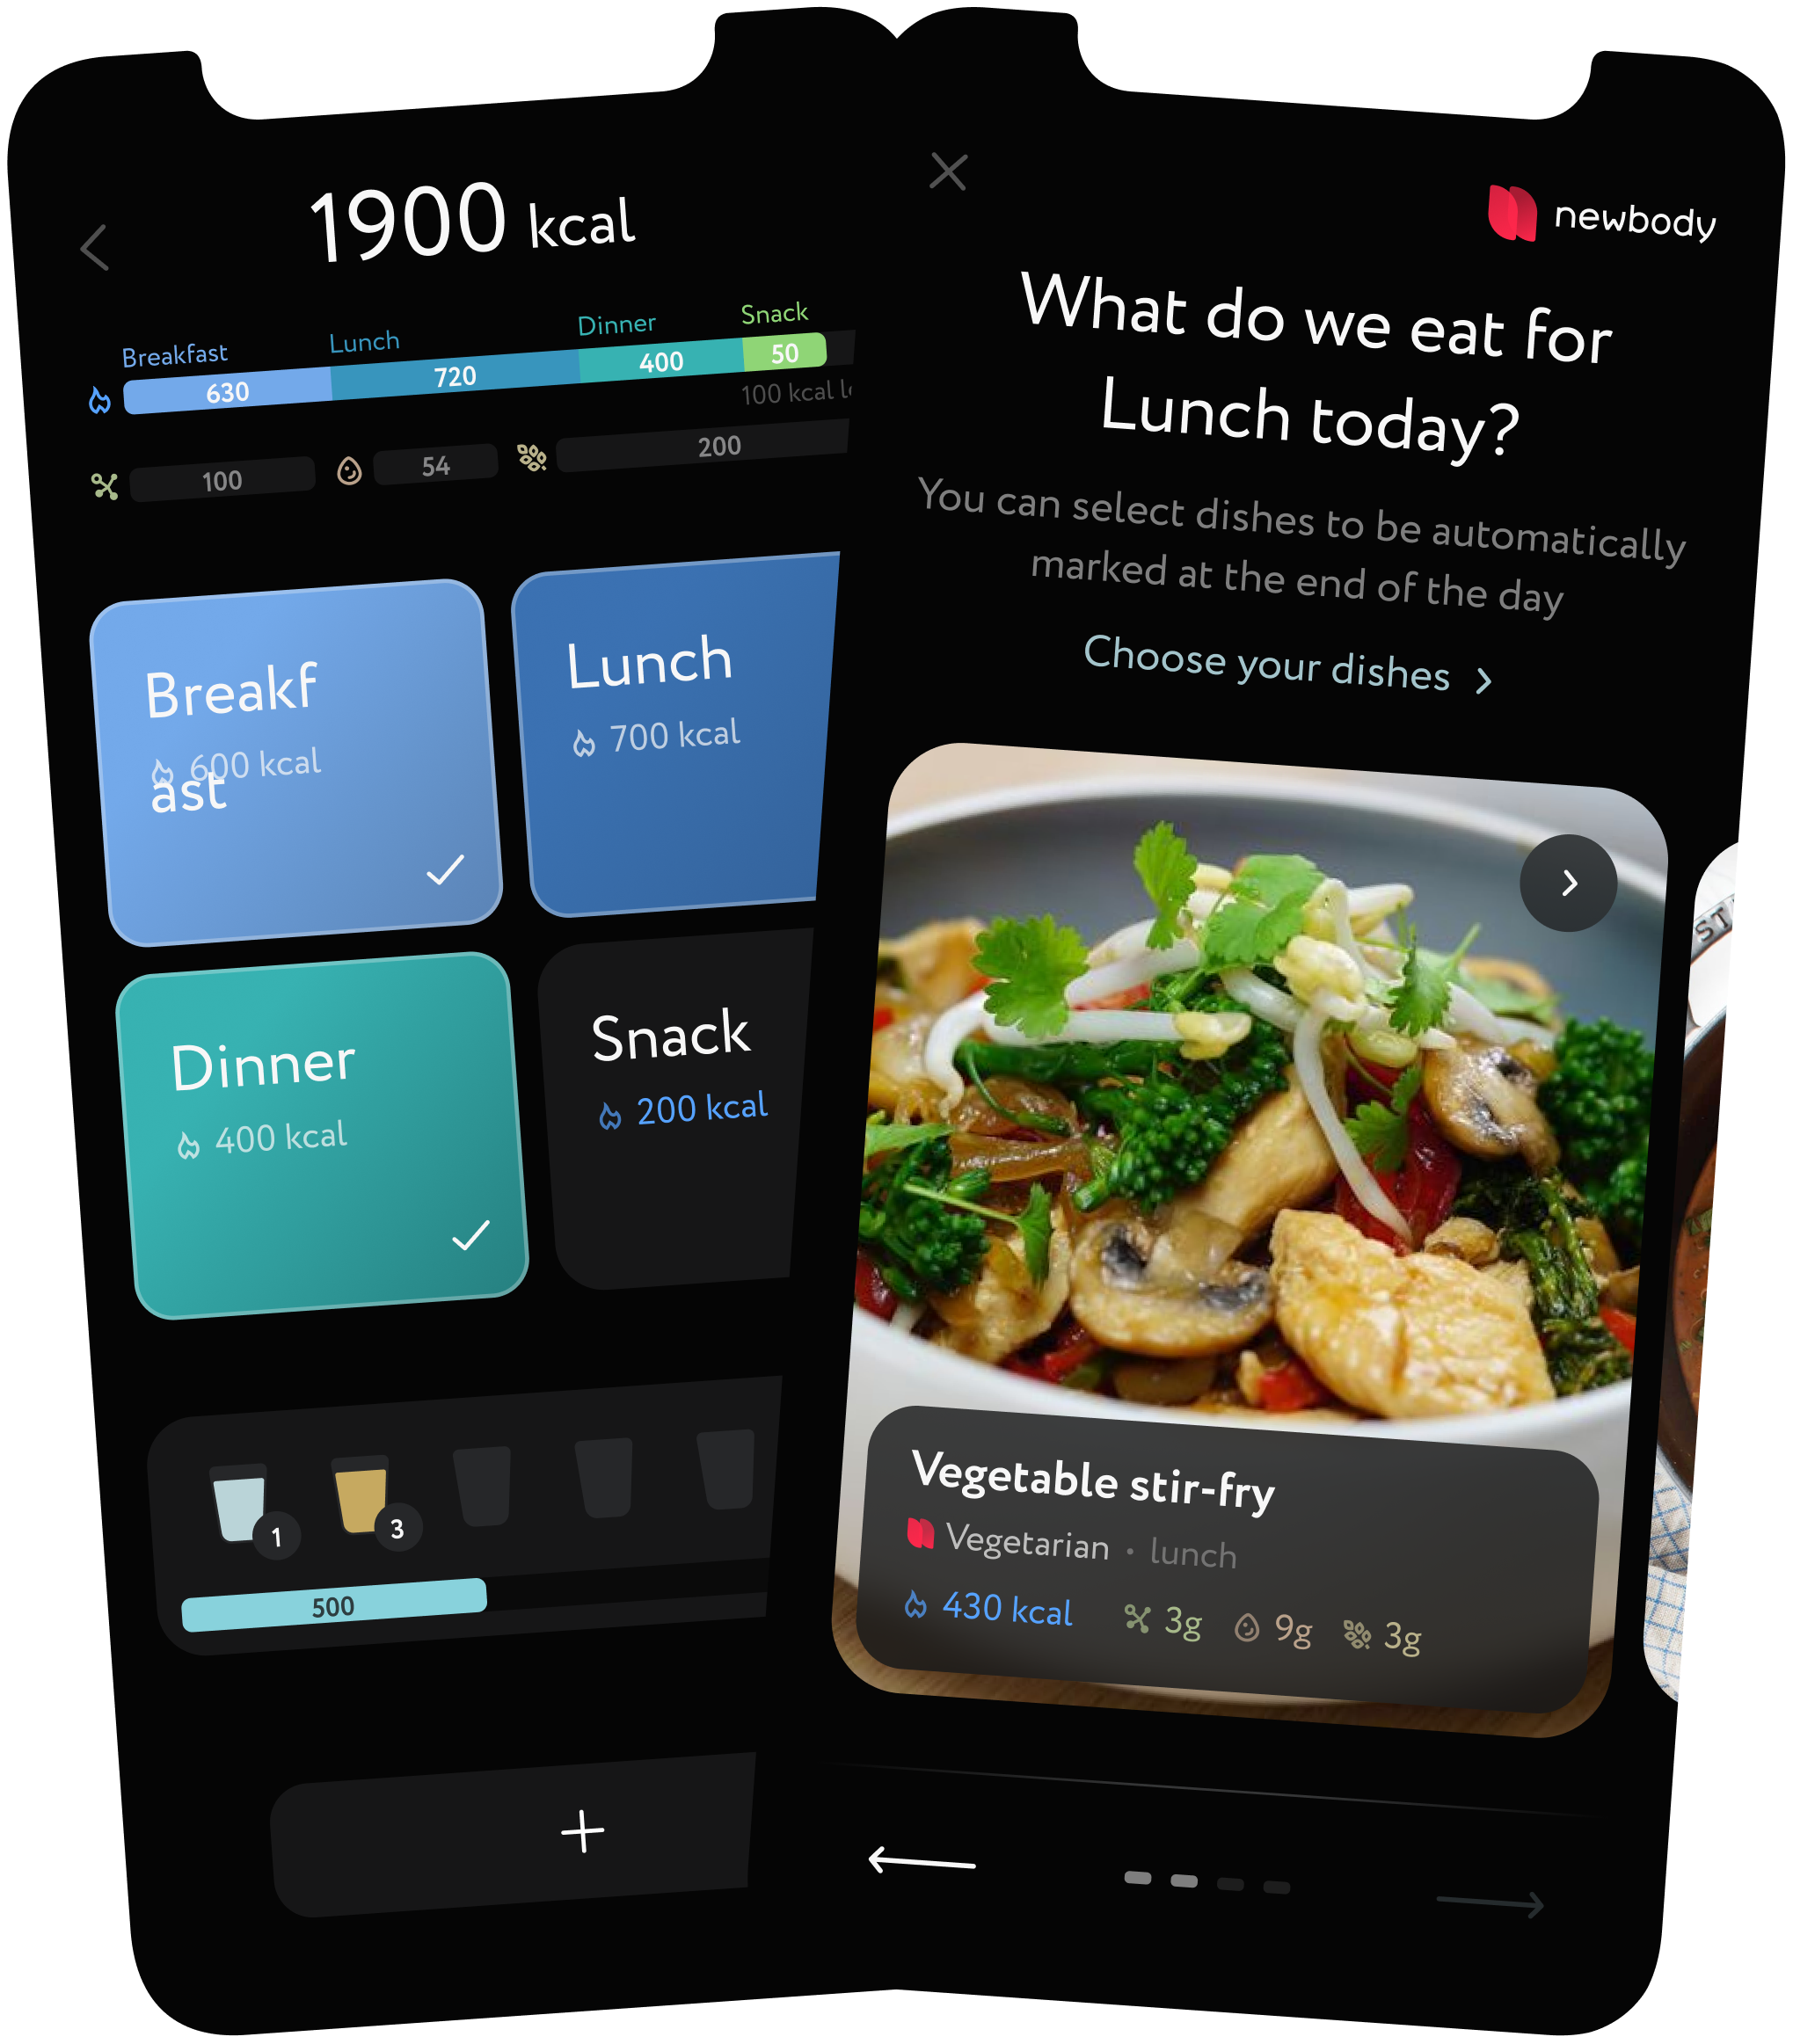 1900 kcal
Breakfast Lunch Dinner Snack
630 720 400 50
100 kcal
100 54 200
Breakf
ast
600 kcal
Lunch
700 kcal
Dinner
400 kcal
Snack
200 kcal
1 3
500
newbody
What do we eat for
Lunch today?
You can select dishes to be automatically
marked at the end of the day
Choose your dishes
Vegetable stir-fry
Vegetarian • lunch
430 kcal 3g 9g 3g